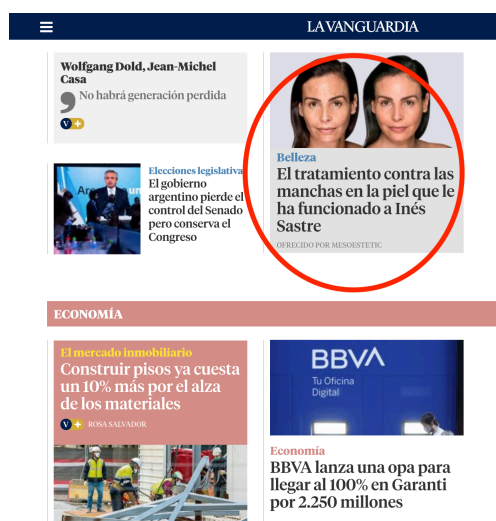 LAVANGUARDIA
Wolfgang Dold, Jean-Michel
Casa
No habrá generación perdida
V +
Elecciones legislativa
El gobierno
argentino pierde el
control del Senado
pero conserva el
Congreso
Belleza
El tratamiento contra las
manchas en la piel que le
ha funcionado a Inés
Sastre
OFRECIDO POR MESOESTETIC
ECONOMÍA
El mercado inmobiliario
Construir pisos ya cuesta
un 10% más por el alza
de los materiales
V + ROSA SALVADOR
BBVA
Tu Oficina
Digital
Economía
BBVA lanza una opa para
llegar al 100% en Garanti
por 2.250 millones